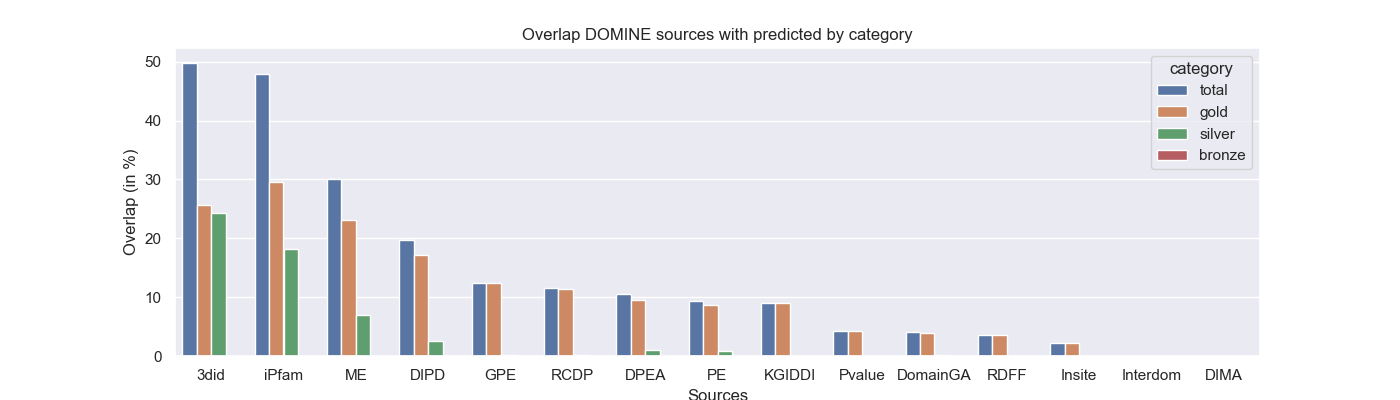 Overlap DOMINE sources with predicted by category
category
total
gold
silver
bronze
Overlap (in %)
50
40
30
20
10
0
3did iPfam ME DIPD GPE RCDP DPEA PE KGIDDI Pvalue DomainGA RDFF Insite Interdom DIMA
Sources